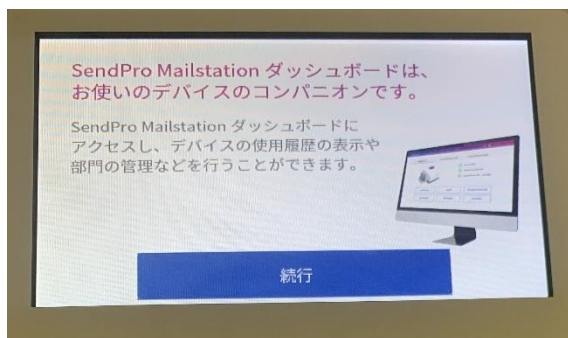 SendPro Mailstation ダッシュボードは、
お使いのデバイスのコンパニオンです。
SendPro Mailstation ダッシュボードに
アクセスし、デバイスの使用履歴の表示や
部門の管理などを行うことができます。
続行